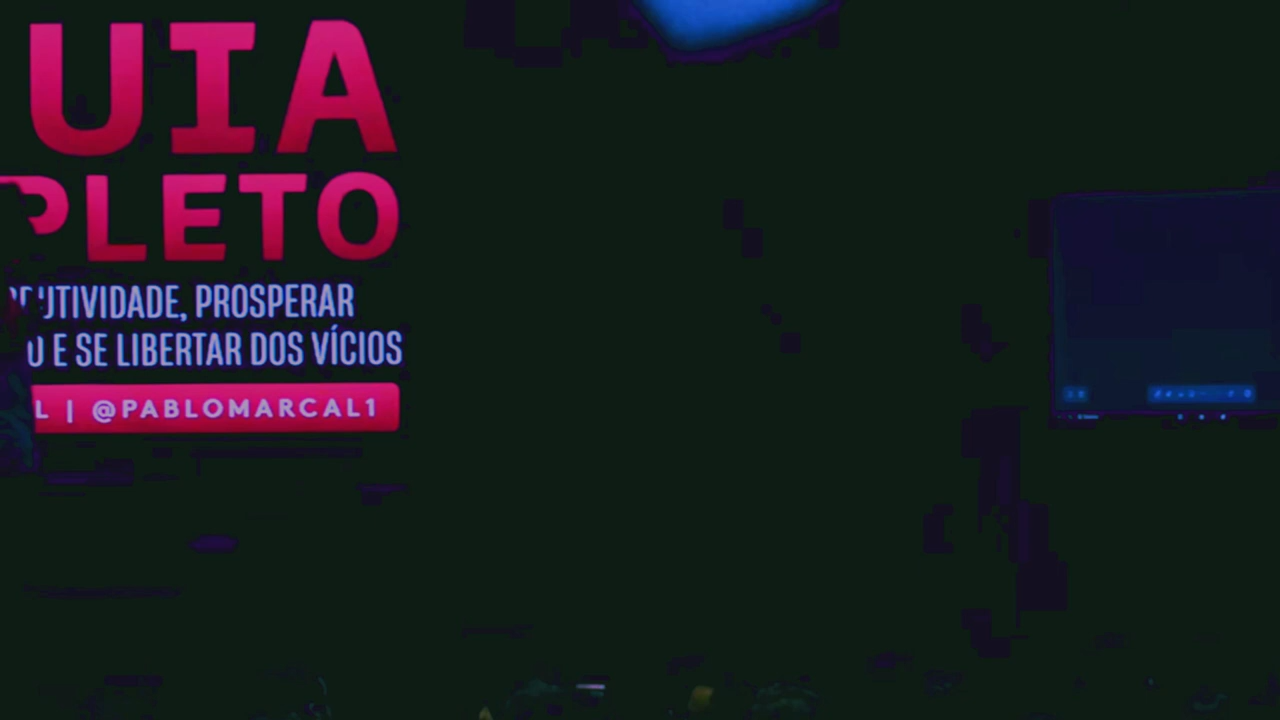 UIA
PLETO
UTIVIDADE, PROSPERAR
E SE LIBERTAR DOS VÍCIOS
L | @PABLOMARCAL1